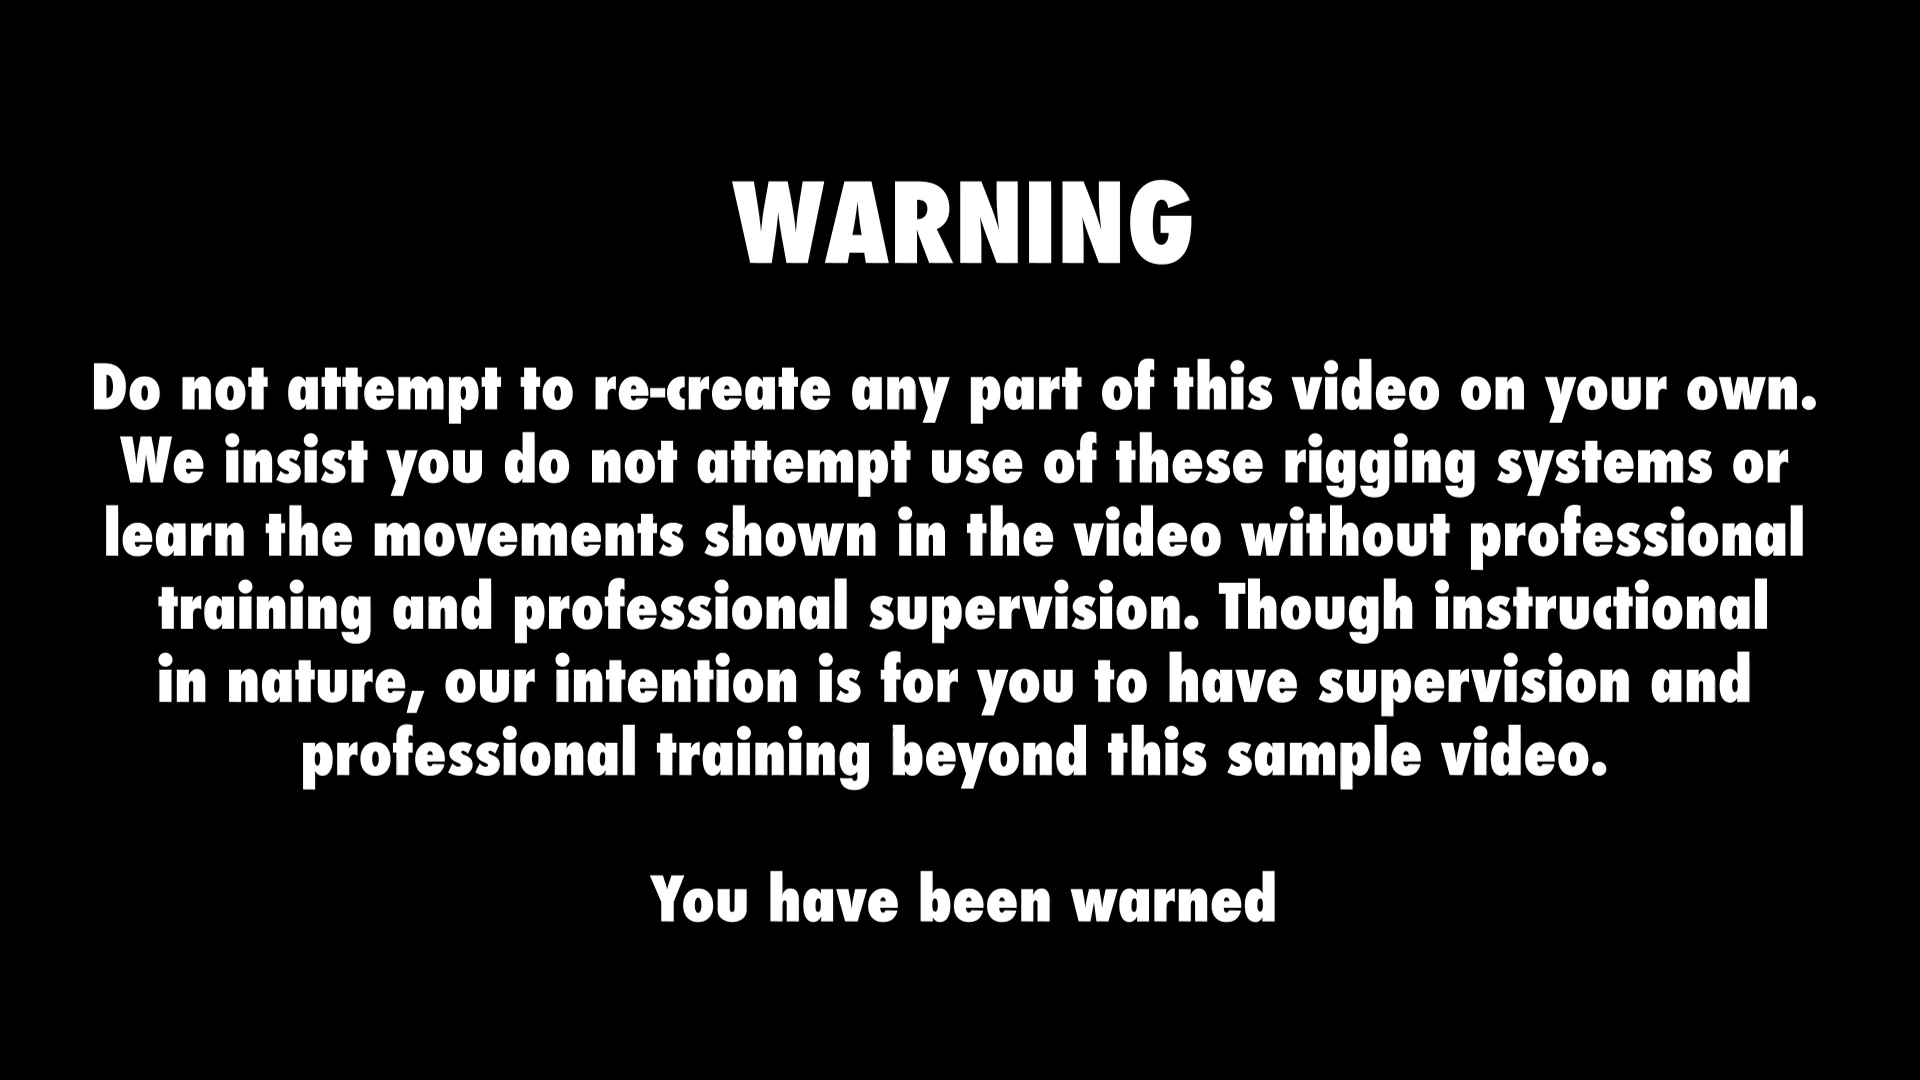 WARNING
Do not attempt to re-create any part of this video on your own.
We insist you do not attempt use of these rigging systems or
learn the movements shown in the video without professional
training and professional supervision. Though instructional
in nature, our intention is for you to have supervision and
professional training beyond this sample video.
You have been warned